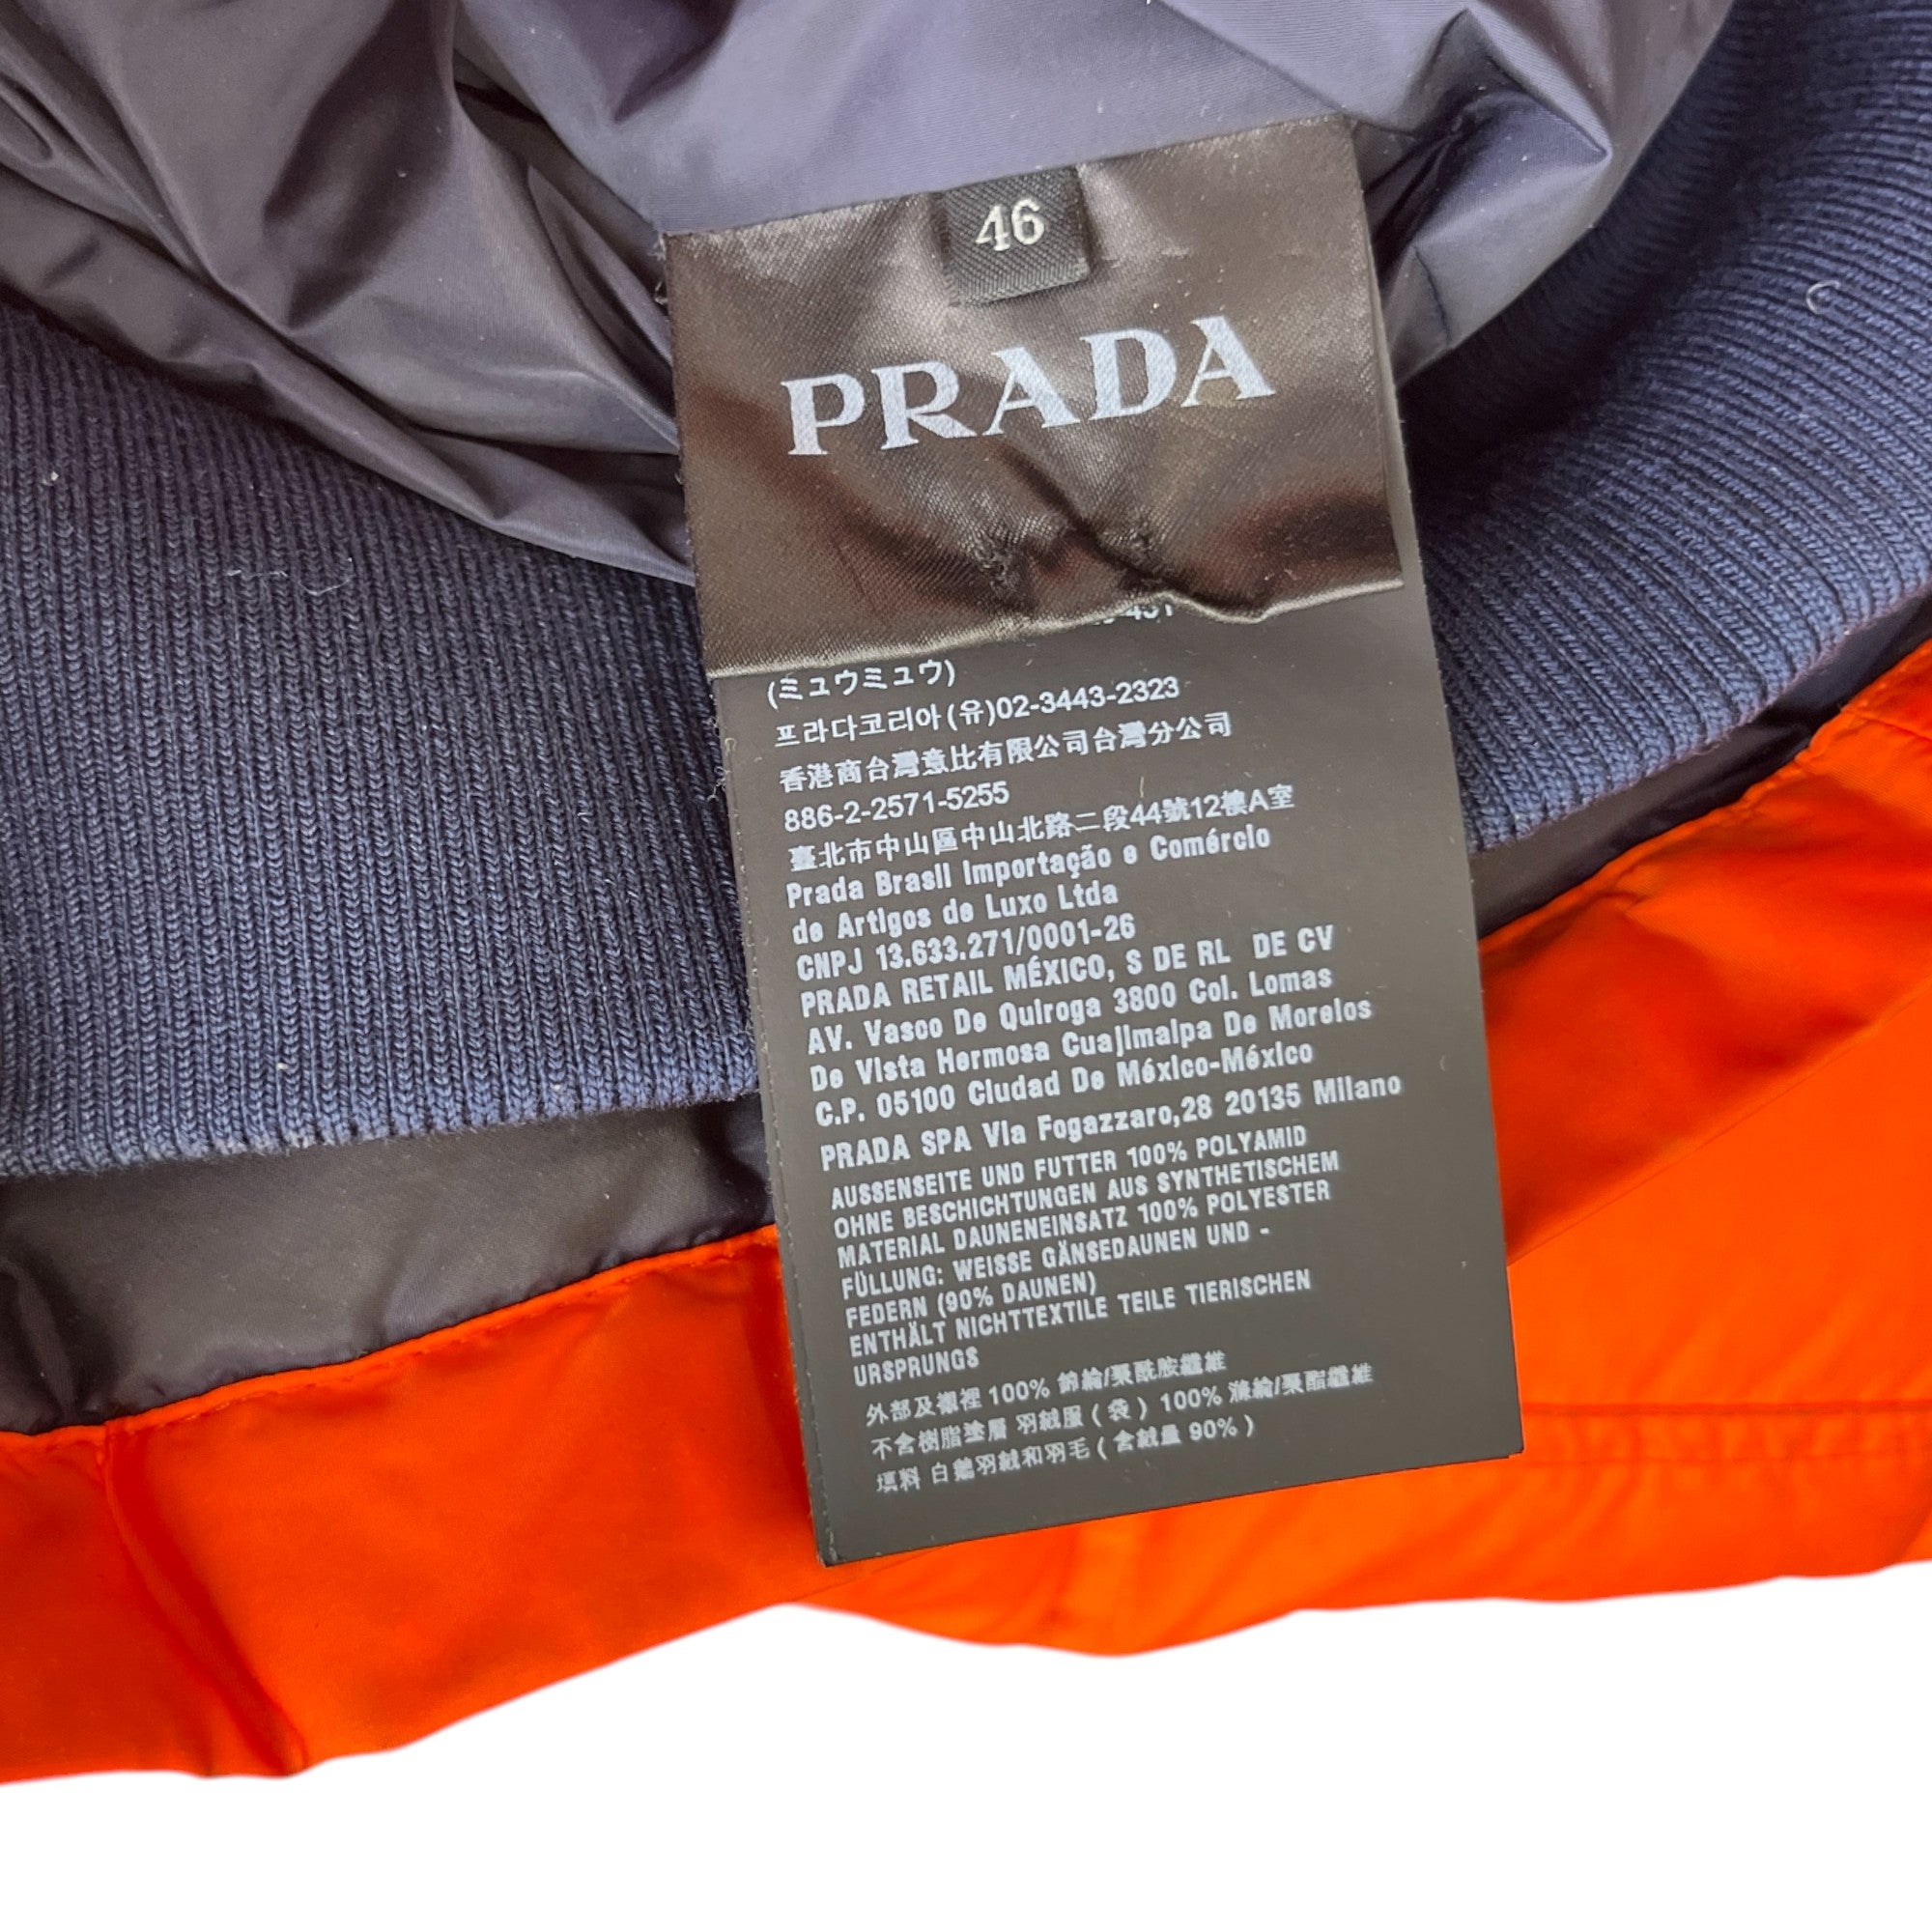 46
PRADA
(ミュウミュウ)
프라다코리아(유)02-3443-2323
香港商台灣意比有限公司台灣分公司
886-2-2571-5255
臺北市中山區中山北路二段44號12樓A室
Prada Brasil Importação e Comércio
de Artigos de Luxo Ltda
CNPJ 13.633.271/0001-26
PRADA RETAIL MÉXICO, S DE RL DE CV
AV. Vasco De Quiroga 3800 Col. Lomas
De Vista Hermosa Cuajimalpa De Morelos
C.P. 05100 Ciudad De México-México
PRADA SPA Via Fogazzaro,28 20135 Milano
AUSSENSEITE UND FUTTER 100% POLYAMID
OHNE BESCHICHTUNGEN AUS SYNTHETISCHEM
MATERIAL DAUNENEINSATZ 100% POLYESTER
FÜLLUNG: WEISSE GÄNSEDAUNEN UND -
FEDERN (90% DAUNEN)
ENTHÄLT NICHTTEXTILE TEILE TIERISCHEN
URSPRUNGS
外部及襯裡 100% 錦綸/聚酰胺纖維
不含樹脂塗層 羽絨服(袋) 100% 滌綸/聚酯纖維
填料 白鵝羽絨和羽毛(含絨量 90%)